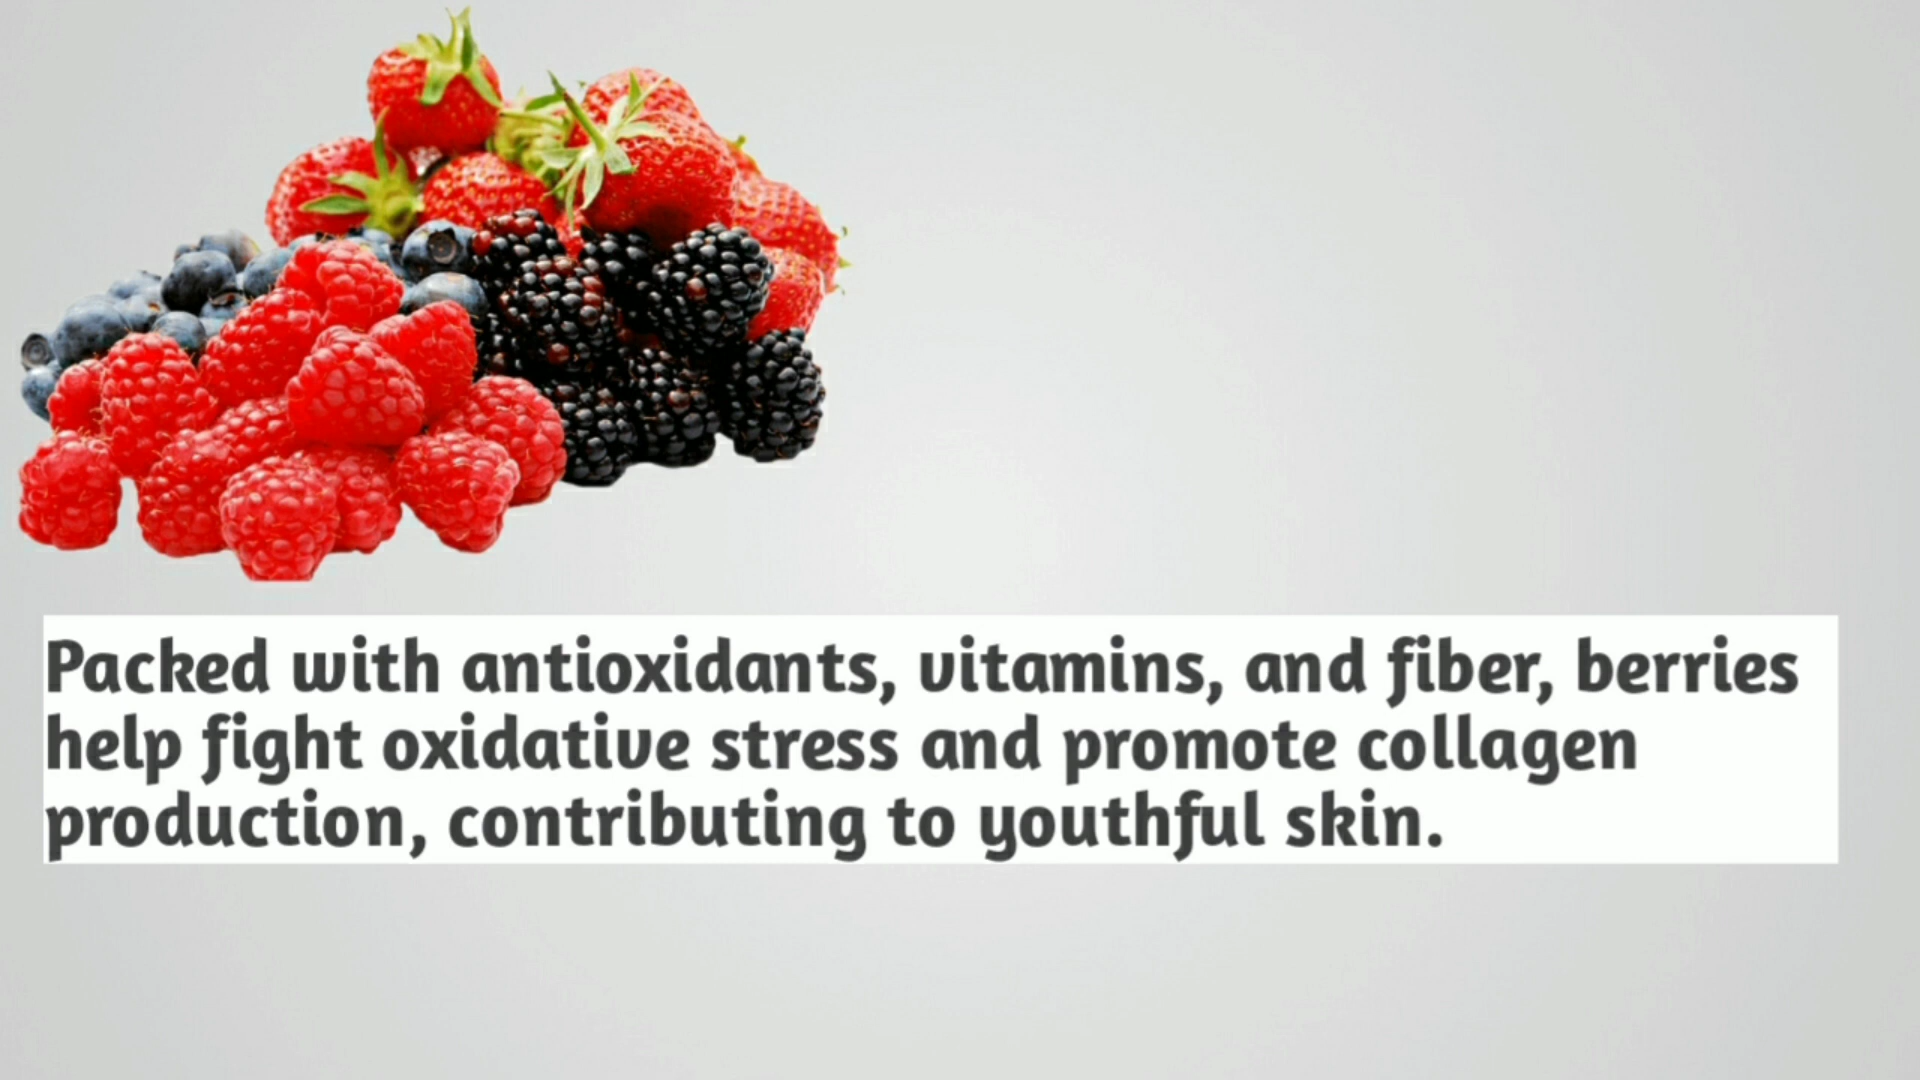 Packed with antioxidants, vitamins, and fiber, berries
help fight oxidative stress and promote collagen
production, contributing to youthful skin.